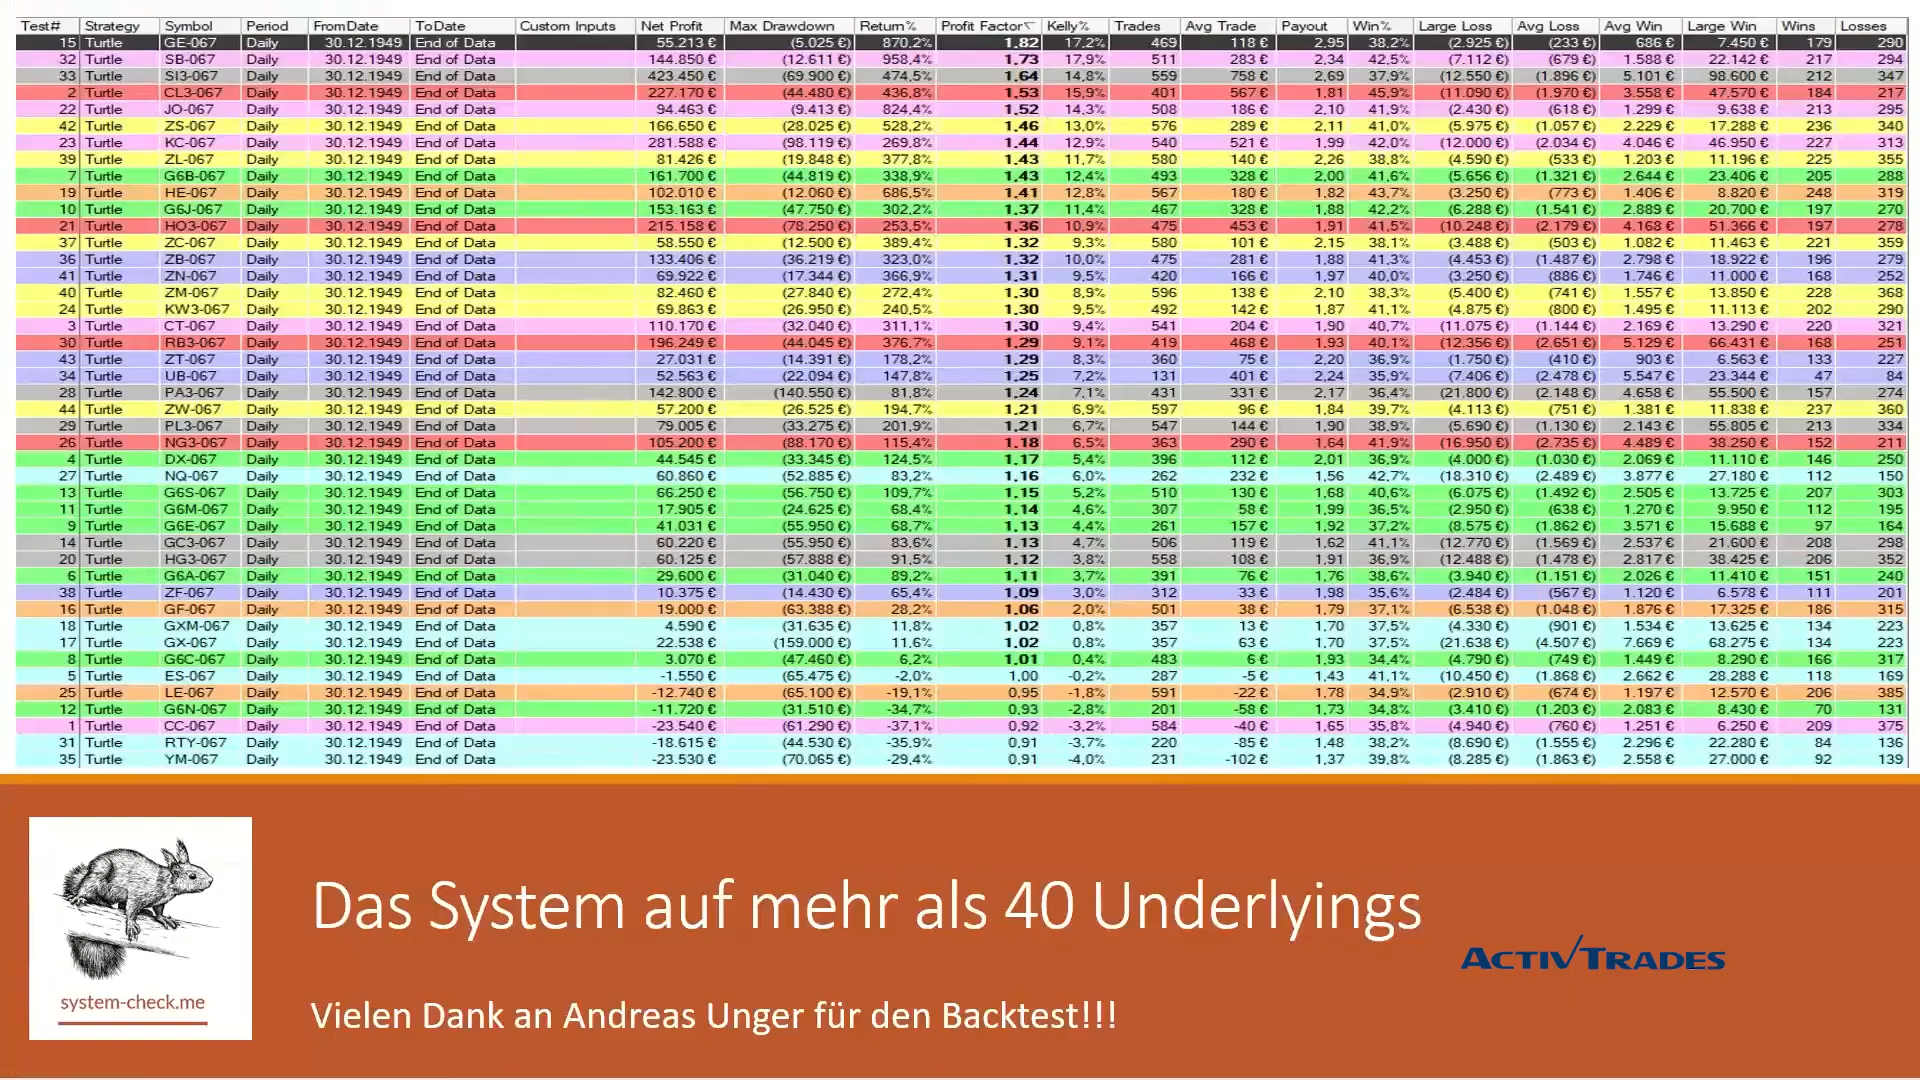 Test# Strategy Symbol Period FromDate ToDate Custom Inputs Net Profit Max Drawdown Return% Profit Factor Kelly% Trades Avg Trade Payout Win% Large Loss Avg Loss Avg Win Large Win Wins Losses
15 Turtle GE-067 Daily 30.12.1949 End of Data 55.213 € (5.025 €) 870,2% 1,82 17,2% 469 118 € 2,95 38,2% (2.925 €) (233 €) 686 € 7.450 € 179 290
32 Turtle SB-067 Daily 30.12.1949 End of Data 144.850 € (12.611 €) 958,4% 1,73 17,9% 511 283 € 2,34 42,5% (7.112 €) (679 €) 1.588 € 22.142 € 217 294
33 Turtle SI3-067 Daily 30.12.1949 End of Data 423.450 € (69.900 €) 474,5% 1,64 14,8% 559 758 € 2,69 37,9% (12.550 €) (1.896 €) 5.101 € 98.600 € 212 347
2 Turtle CL3-067 Daily 30.12.1949 End of Data 227.170 € (44.480 €) 436,8% 1,53 15,9% 401 567 € 1,81 45,9% (11.090 €) (1.970 €) 3.558 € 47.570 € 184 217
22 Turtle JO-067 Daily 30.12.1949 End of Data 94.463 € (9.413 €) 824,4% 1,52 14,3% 508 186 € 2,10 41,9% (2.430 €) (618 €) 1.299 € 9.638 € 213 295
42 Turtle ZS-067 Daily 30.12.1949 End of Data 166.650 € (28.025 €) 528,2% 1,46 13,0% 576 289 € 2,11 41,0% (5.975 €) (1.057 €) 2.229 € 17.288 € 236 340
23 Turtle KC-067 Daily 30.12.1949 End of Data 281.588 € (98.119 €) 269,8% 1,44 12,9% 540 521 € 1,99 42,0% (12.000 €) (2.034 €) 4.046 € 46.950 € 227 313
39 Turtle ZL-067 Daily 30.12.1949 End of Data 81.426 € (19.848 €) 377,8% 1,43 11,7% 580 140 € 2,26 38,8% (4.590 €) (533 €) 1.203 € 11.196 € 225 355
7 Turtle G6B-067 Daily 30.12.1949 End of Data 161.700 € (44.819 €) 338,9% 1,43 12,4% 493 328 € 2,00 41,6% (5.656 €) (1.321 €) 2.644 € 23.406 € 205 288
19 Turtle HE-067 Daily 30.12.1949 End of Data 102.010 € (12.060 €) 686,5% 1,41 12,8% 567 180 € 1,82 43,7% (3.250 €) (773 €) 1.406 € 8.820 € 248 319
10 Turtle G6J-067 Daily 30.12.1949 End of Data 153.163 € (47.750 €) 302,2% 1,37 11,4% 467 328 € 1,88 42,2% (6.288 €) (1.541 €) 2.889 € 20.700 € 197 270
21 Turtle HO3-067 Daily 30.12.1949 End of Data 215.158 € (78.250 €) 253,5% 1,36 10,9% 475 453 € 1,91 41,5% (10.248 €) (2.179 €) 4.168 € 51.366 € 197 278
37 Turtle ZC-067 Daily 30.12.1949 End of Data 58.550 € (12.500 €) 389,4% 1,32 9,3% 580 101 € 2,15 38,1% (3.488 €) (503 €) 1.082 € 11.463 € 221 359
36 Turtle ZB-067 Daily 30.12.1949 End of Data 133.406 € (36.219 €) 323,0% 1,32 10,0% 475 281 € 1,88 41,3% (4.453 €) (1.487 €) 2.798 € 18.922 € 196 279
41 Turtle ZN-067 Daily 30.12.1949 End of Data 69.922 € (17.344 €) 366,9% 1,31 9,5% 420 166 € 1,97 40,0% (3.250 €) (886 €) 1.746 € 11.000 € 168 252
40 Turtle ZM-067 Daily 30.12.1949 End of Data 82.460 € (27.840 €) 272,4% 1,30 8,9% 596 138 € 2,10 38,3% (5.400 €) (741 €) 1.557 € 13.850 € 228 368
24 Turtle KW3-067 Daily 30.12.1949 End of Data 69.863 € (26.950 €) 240,5% 1,30 9,5% 492 142 € 1,87 41,1% (4.875 €) (800 €) 1.495 € 11.113 € 202 290
3 Turtle CT-067 Daily 30.12.1949 End of Data 110.170 € (32.040 €) 311,1% 1,30 9,4% 541 204 € 1,90 40,7% (11.075 €) (1.144 €) 2.169 € 13.290 € 220 321
30 Turtle RB3-067 Daily 30.12.1949 End of Data 196.249 € (44.045 €) 376,7% 1,29 9,1% 419 468 € 1,93 40,1% (12.356 €) (2.651 €) 5.129 € 66.431 € 168 251
43 Turtle ZT-067 Daily 30.12.1949 End of Data 27.031 € (14.391 €) 178,2% 1,29 8,3% 360 75 € 2,20 36,9% (1.750 €) (410 €) 903 € 6.563 € 133 227
34 Turtle UB-067 Daily 30.12.1949 End of Data 52.563 € (22.094 €) 147,8% 1,25 7,2% 131 401 € 2,24 35,9% (7.406 €) (2.478 €) 5.547 € 23.344 € 47 84
28 Turtle PA3-067 Daily 30.12.1949 End of Data 142.800 € (140.550 €) 81,8% 1,24 7,1% 431 331 € 2,17 36,4% (21.800 €) (2.148 €) 4.658 € 55.500 € 157 274
44 Turtle ZW-067 Daily 30.12.1949 End of Data 57.200 € (26.525 €) 194,7% 1,21 6,9% 597 96 € 1,84 39,7% (4.113 €) (751 €) 1.381 € 11.838 € 237 360
29 Turtle PL3-067 Daily 30.12.1949 End of Data 79.005 € (33.275 €) 201,9% 1,21 6,7% 547 144 € 1,90 38,9% (5.690 €) (1.130 €) 2.143 € 55.805 € 213 334
26 Turtle NG3-067 Daily 30.12.1949 End of Data 105.200 € (88.170 €) 115,4% 1,18 6,5% 363 290 € 1,64 41,9% (16.950 €) (2.735 €) 4.489 € 38.250 € 152 211
4 Turtle DX-067 Daily 30.12.1949 End of Data 44.545 € (33.345 €) 124,5% 1,17 5,4% 396 112 € 2,01 36,9% (4.000 €) (1.030 €) 2.069 € 11.110 € 146 250
27 Turtle NQ-067 Daily 30.12.1949 End of Data 60.860 € (52.885 €) 83,2% 1,16 6,0% 262 232 € 1,56 42,7% (18.310 €) (2.489 €) 3.877 € 27.180 € 112 150
13 Turtle G6S-067 Daily 30.12.1949 End of Data 66.250 € (56.750 €) 109,7% 1,15 5,2% 510 130 € 1,68 40,6% (6.075 €) (1.492 €) 2.505 € 13.725 € 207 303
11 Turtle G6M-067 Daily 30.12.1949 End of Data 17.905 € (24.625 €) 68,4% 1,14 4,6% 307 58 € 1,99 36,5% (2.950 €) (638 €) 1.270 € 9.950 € 112 195
9 Turtle G6E-067 Daily 30.12.1949 End of Data 41.031 € (55.950 €) 68,7% 1,13 4,4% 261 157 € 1,92 37,2% (8.575 €) (1.862 €) 3.571 € 15.688 € 97 164
14 Turtle GC3-067 Daily 30.12.1949 End of Data 60.220 € (55.950 €) 83,6% 1,13 4,7% 506 119 € 1,62 41,1% (12.770 €) (1.569 €) 2.537 € 21.600 € 208 298
20 Turtle HG3-067 Daily 30.12.1949 End of Data 60.125 € (57.888 €) 91,5% 1,12 3,8% 558 108 € 1,91 36,9% (12.488 €) (1.478 €) 2.817 € 38.425 € 206 352
6 Turtle G6A-067 Daily 30.12.1949 End of Data 29.600 € (31.040 €) 89,2% 1,11 3,7% 391 76 € 1,76 38,6% (3.940 €) (1.151 €) 2.026 € 11.410 € 151 240
38 Turtle ZF-067 Daily 30.12.1949 End of Data 10.375 € (14.430 €) 65,4% 1,09 3,0% 312 33 € 1,98 35,6% (2.484 €) (567 €) 1.120 € 6.578 € 111 201
16 Turtle GF-067 Daily 30.12.1949 End of Data 19.000 € (63.388 €) 28,2% 1,06 2,0% 501 38 € 1,79 37,1% (6.538 €) (1.048 €) 1.876 € 17.325 € 186 315
18 Turtle GXM-067 Daily 30.12.1949 End of Data 4.590 € (31.635 €) 11,8% 1,02 0,8% 357 13 € 1,70 37,5% (4.330 €) (901 €) 1.534 € 13.625 € 134 223
17 Turtle GX-067 Daily 30.12.1949 End of Data 22.538 € (159.000 €) 11,6% 1,02 0,8% 357 63 € 1,70 37,5% (21.638 €) (4.507 €) 7.669 € 68.275 € 134 223
8 Turtle G6C-067 Daily 30.12.1949 End of Data 3.070 € (47.460 €) 6,2% 1,01 0,4% 483 6 € 1,93 34,4% (4.790 €) (749 €) 1.449 € 8.290 € 166 317
5 Turtle ES-067 Daily 30.12.1949 End of Data -1.550 € (65.475 €) -2,0% 1,00 -0,2% 287 -5 € 1,43 41,1% (10.450 €) (1.868 €) 2.662 € 28.288 € 118 169
25 Turtle LE-067 Daily 30.12.1949 End of Data -12.740 € (65.100 €) -19,1% 0,95 -1,8% 591 -22 € 1,78 34,9% (2.910 €) (674 €) 1.197 € 12.570 € 206 385
12 Turtle G6N-067 Daily 30.12.1949 End of Data -11.720 € (31.510 €) -34,7% 0,93 -2,8% 201 -58 € 1,73 34,8% (3.410 €) (1.203 €) 2.083 € 8.430 € 70 131
1 Turtle CC-067 Daily 30.12.1949 End of Data -23.540 € (61.290 €) -37,1% 0,92 -3,2% 584 -40 € 1,65 35,8% (4.940 €) (760 €) 1.251 € 6.250 € 209 375
31 Turtle RTY-067 Daily 30.12.1949 End of Data -18.615 € (44.530 €) -35,9% 0,91 -3,7% 220 -85 € 1,48 38,2% (8.690 €) (1.555 €) 2.296 € 22.280 € 84 136
35 Turtle YM-067 Daily 30.12.1949 End of Data -23.530 € (70.065 €) -29,4% 0,91 -4,0% 231 -102 € 1,37 39,8% (8.285 €) (1.863 €) 2.558 € 27.000 € 92 139
Das System auf mehr als 40 Underlyings
ACTIVTRADES
system-check.me
Vielen Dank an Andreas Unger für den Backtest!!!